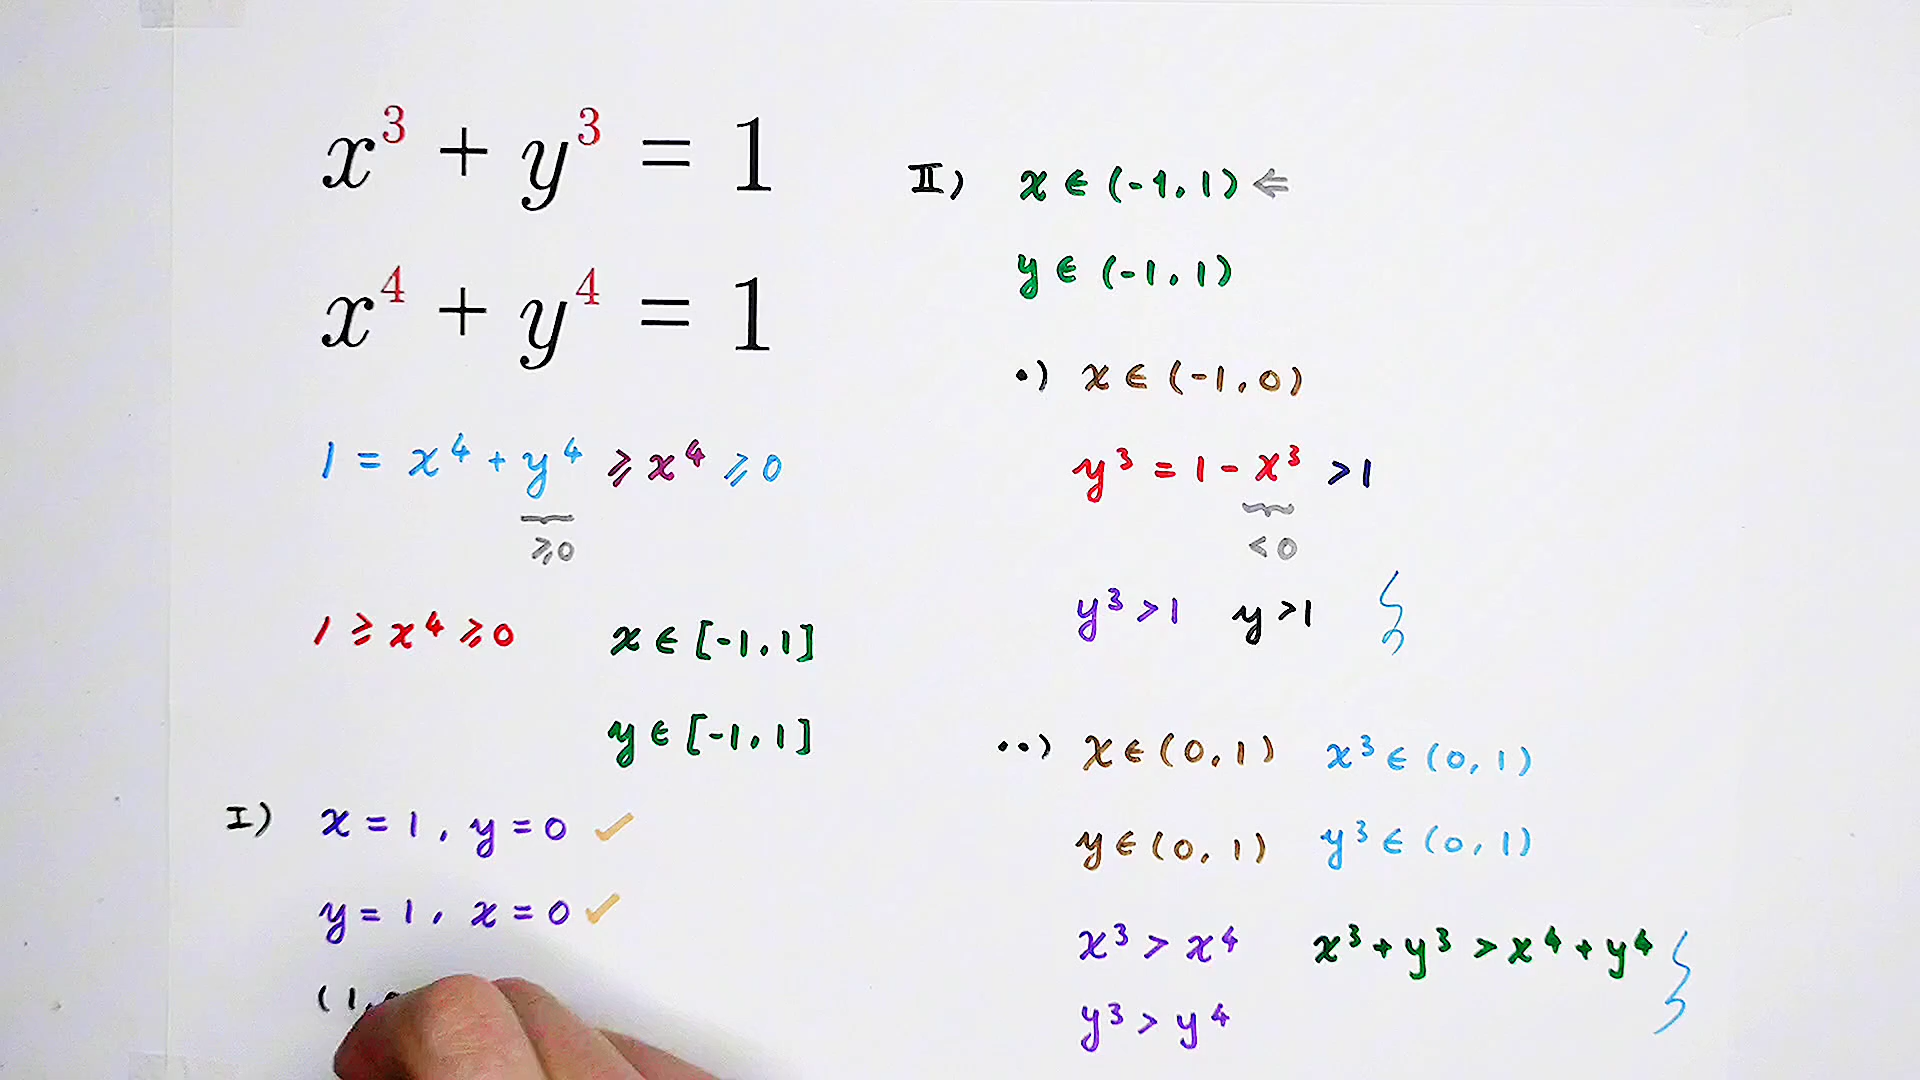 x³ + y³ = 1
x⁴ + y⁴ = 1
1 = x⁴ + y⁴ ⩾ x⁴ ⩾ 0
⩾0
1 ⩾ x⁴ ⩾ 0 x ∈ [-1, 1]
y ∈ [-1, 1]
I) x = 1, y = 0 ✓
y = 1, x = 0 ✓
(1,
II) x ∈ (-1, 1) ⇐
y ∈ (-1, 1)
•) x ∈ (-1, 0)
y³ = 1 - x³ > 1
< 0
y³ > 1 y > 1
••) x ∈ (0, 1) x³ ∈ (0, 1)
y ∈ (0, 1) y³ ∈ (0, 1)
x³ > x⁴ x³ + y³ > x⁴ + y⁴
y³ > y⁴